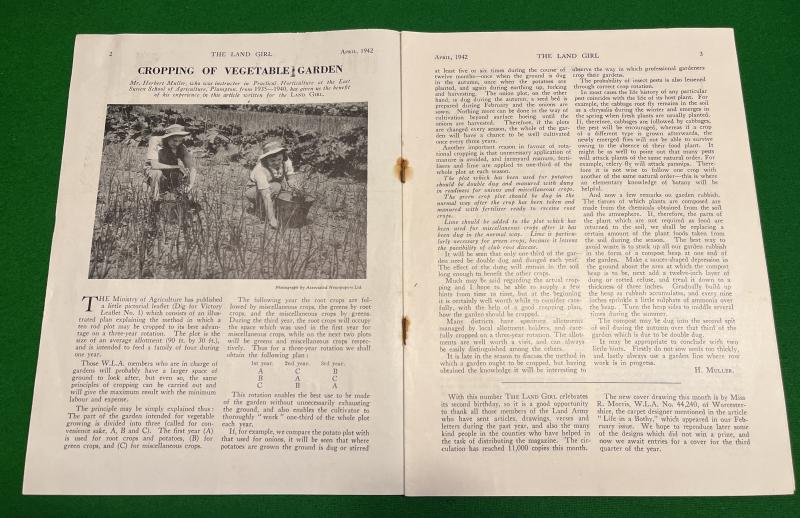 2
THE LAND GIRL
APRIL, 1942
CROPPING OF VEGETABLE GARDEN
Mr. Herbert Muller, who was instructor in Practical Horticulture at the East
Sussex School of Agriculture, Plumpton, from 1935—1940, has given us the benefit
of his experience in this article written for the LAND GIRL.
Photograph by Associated Newspapers Ltd.
THE Ministry of Agriculture has published
a little pictorial leaflet (Dig for Victory
Leaflet No. 1) which consists of an illus-
trated plan explaining the method in which a
ten rod plot may be cropped to its best advan-
tage on a three-year rotation. The plot is the
size of an average allotment (90 ft. by 30 ft.),
and is intended to feed a family of four during
one year.
Those W.L.A. members who are in charge of
gardens will probably have a larger space of
ground to look after, but even so, the same
principles of cropping can be carried out and
will give the maximum result with the minimum
labour and expense.
The principle may be simply explained thus:
The part of the garden intended for vegetable
growing is divided into three (called for con-
venience sake, A, B and C). The first year (A)
is used for root crops and potatoes, (B) for
green crops, and (C) for miscellaneous crops.
The following year the root crops are fol-
lowed by miscellaneous crops, the greens by root
crops, and the miscellaneous crops by greens.
During the third year, the root crops will occupy
the space which was used in the first year for
miscellaneous crops, while on the next two plots
will be greens and miscellaneous crops respec-
tively. Thus for a three-year rotation we shall
obtain the following plan:
1st year. 2nd year. 3rd year.
A C B
B A C
C B A
This rotation enables the best use to be made
of the garden without unnecessarily exhausting
the ground, and also enables the cultivator to
thoroughly " work " one-third of the whole plot
each year.
If, for example, we compare the potato plot with
that used for onions, it will be seen that where
potatoes are grown the ground is dug or stirred
APRIL, 1942
THE LAND GIRL
3
at least five or six times during the course of
twelve months—once when the ground is dug
in the autumn, once when the potatoes are
planted, and again during earthing up, forking
and harvesting. The onion plot, on the other
hand, is dug during the autumn, a seed bed is
prepared during February and the onions are
sown. Nothing more can be done in the way of
cultivation beyond surface hoeing until the
onions are harvested. Therefore, if the plots
are changed every season, the whole of the gar-
den will have a chance to be well cultivated
once every three years.
Another important reason in favour of rota-
tional cropping is that unnecessary application of
manure is avoided, and farmyard manure, ferti-
lisers and lime are applied to one-third of the
whole plot at each season.
The plot which has been used for potatoes
should be double dug and manured with dung
in readiness for onions and miscellaneous crops.
The green crop plot should be dug in the
normal way after the crop has been taken and
manured with fertilizer ready to receive root
crops.
Lime should be added to the plot which has
been used for miscellaneous crops after it has
been dug in the normal way. Lime is particu-
larly necessary for green crops, because it lessens
the possibility of club root disease.
It will be seen that only one third of the gar-
den need be double dug and dunged each year.
The effect of the dung will remain in the soil
long enough to benefit the other crops.
Much may be said regarding the actual crop-
ping and I hope to be able to supply a few
hints from time to time, but at the beginning
it is certainly well worth while to consider care-
fully, with the help of a good cropping plan,
how the garden should be cropped.
Many districts have specimen allotments
managed by local allotment holders, and care-
fully cropped on a three-year rotation. The allot-
ments are well worth a visit, and can always
be easily distinguished among the others.
It is late in the season to discuss the method in
which a garden ought to be cropped, but having
obtained the knowledge it will be interesting to
observe the way in which professional gardeners
crop their gardens.
The probability of insect pests is also lessened
through correct crop rotation.
In most cases the life history of any particular
pest coincides with the life of its host plant. For
example, the cabbage root fly remains in the soil
as a chrysalis during the winter and emerges in
the spring when fresh plants are usually planted.
If, therefore, cabbages are followed by cabbages,
the pest will be encouraged, whereas if a crop
of a different type is grown afterwards, the
newly emerged flies will not be able to survive
owing to the absence of their food plant. It
might be as well to point out that many pests
will attack plants of the same natural order. For
example, celery fly will attack parsnips. There-
fore it is not wise to follow one crop with
another of the same natural order—this is where
an elementary knowledge of botany will be
helpful.
And now a few remarks on garden rubbish.
The tissues of which plants are composed are
made from the chemicals obtained from the soil
and the atmosphere. If, therefore, the parts of
the plant which are not required as food are
returned to the soil, we shall be replacing a
certain amount of the plant foods taken from
the soil during the season. The best way to
avoid waste is to stack up all our garden rubbish
in the form of a compost heap at one end of
the garden. Make a saucer-shaped depression in
the ground about the area at which the compost
heap is to be, next add a twelve-inch layer of
dung or rotted refuse, and tread it down to a
thickness of three inches. Gradually build up
the heap as rubbish accumulates, and every nine
inches sprinkle a little sulphate of ammonia over
the heap. Turn the heap sides to middle several
times during the summer.
The compost may be dug into the second spit
of soil during the autumn over that third of the
garden which is due to be double dug.
It may be appropriate to conclude with two
little hints. Firstly do not sow seeds too thickly,
and lastly always use a garden line where row
work is in progress.
H. MULLER.
With this number THE LAND GIRL celebrates
its second birthday, so it is a good opportunity
to thank all those members of the Land Army
who have sent articles, drawings, verses and
letters during the past year, and also the many
kind people in the counties who have helped in
the task of distributing the magazine. The cir-
culation has reached 11,000 copies this month.
The new cover drawing this month is by Miss
R. Morris, W.L.A. No. 44,240, of Worcester-
shire, the carpet designer mentioned in the article
" Life in a Bothy," which appeared in our Feb-
ruary issue. We hope to reproduce later some
of the designs which did not win a prize, and
now we await entries for a cover for the third
quarter of the year.